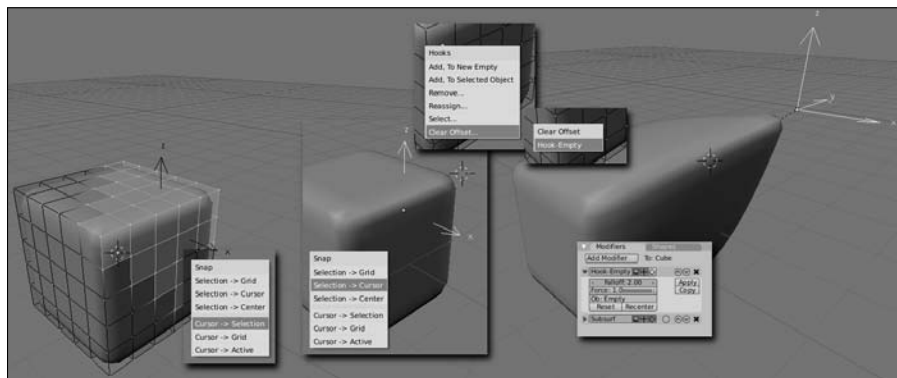 Hooks
Add, To New Empty
Add, To Selected Object
Remove...
Reassign...
Select...
Clear Offset...
Clear Offset
Hook-Empty
z
y
x
z
x
z
x
Snap
Selection -> Grid
Selection -> Cursor
Selection -> Center
Cursor -> Selection
Cursor -> Grid
Cursor -> Active
Snap
Selection -> Grid
Selection -> Cursor
Selection -> Center
Cursor -> Selection
Cursor -> Grid
Cursor -> Active
Modifiers
Shapes
Add Modifier
To: Cube
Hook-Empty
Falloff: 2.00
Apply
Force: 1.0
Copy
Ob: Empty
Reset
Recenter
Subsurf